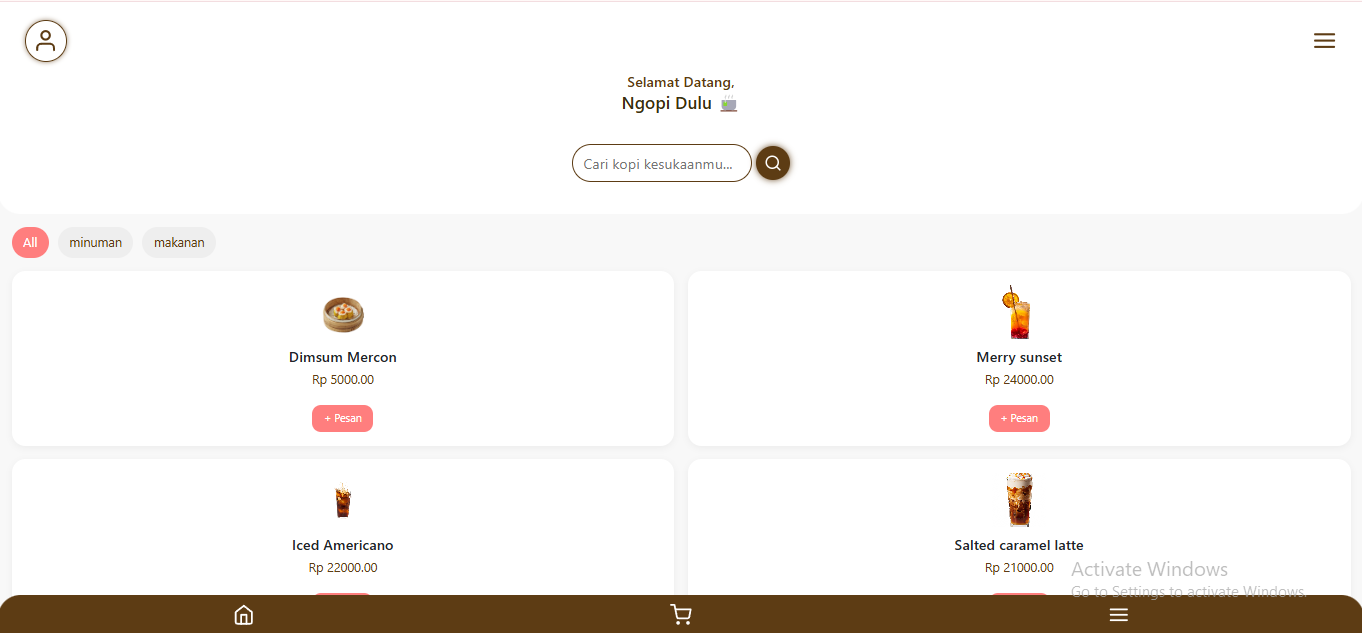 Selamat Datang,
Ngopi Dulu
Cari kopi kesukaanmu...
All
minuman
makanan
Dimsum Mercon
Rp 5000.00
+ Pesan
Merry sunset
Rp 24000.00
+ Pesan
Iced Americano
Rp 22000.00
Salted caramel latte
Rp 21000.00
Activate Windows
Go to Settings to activate Windows.